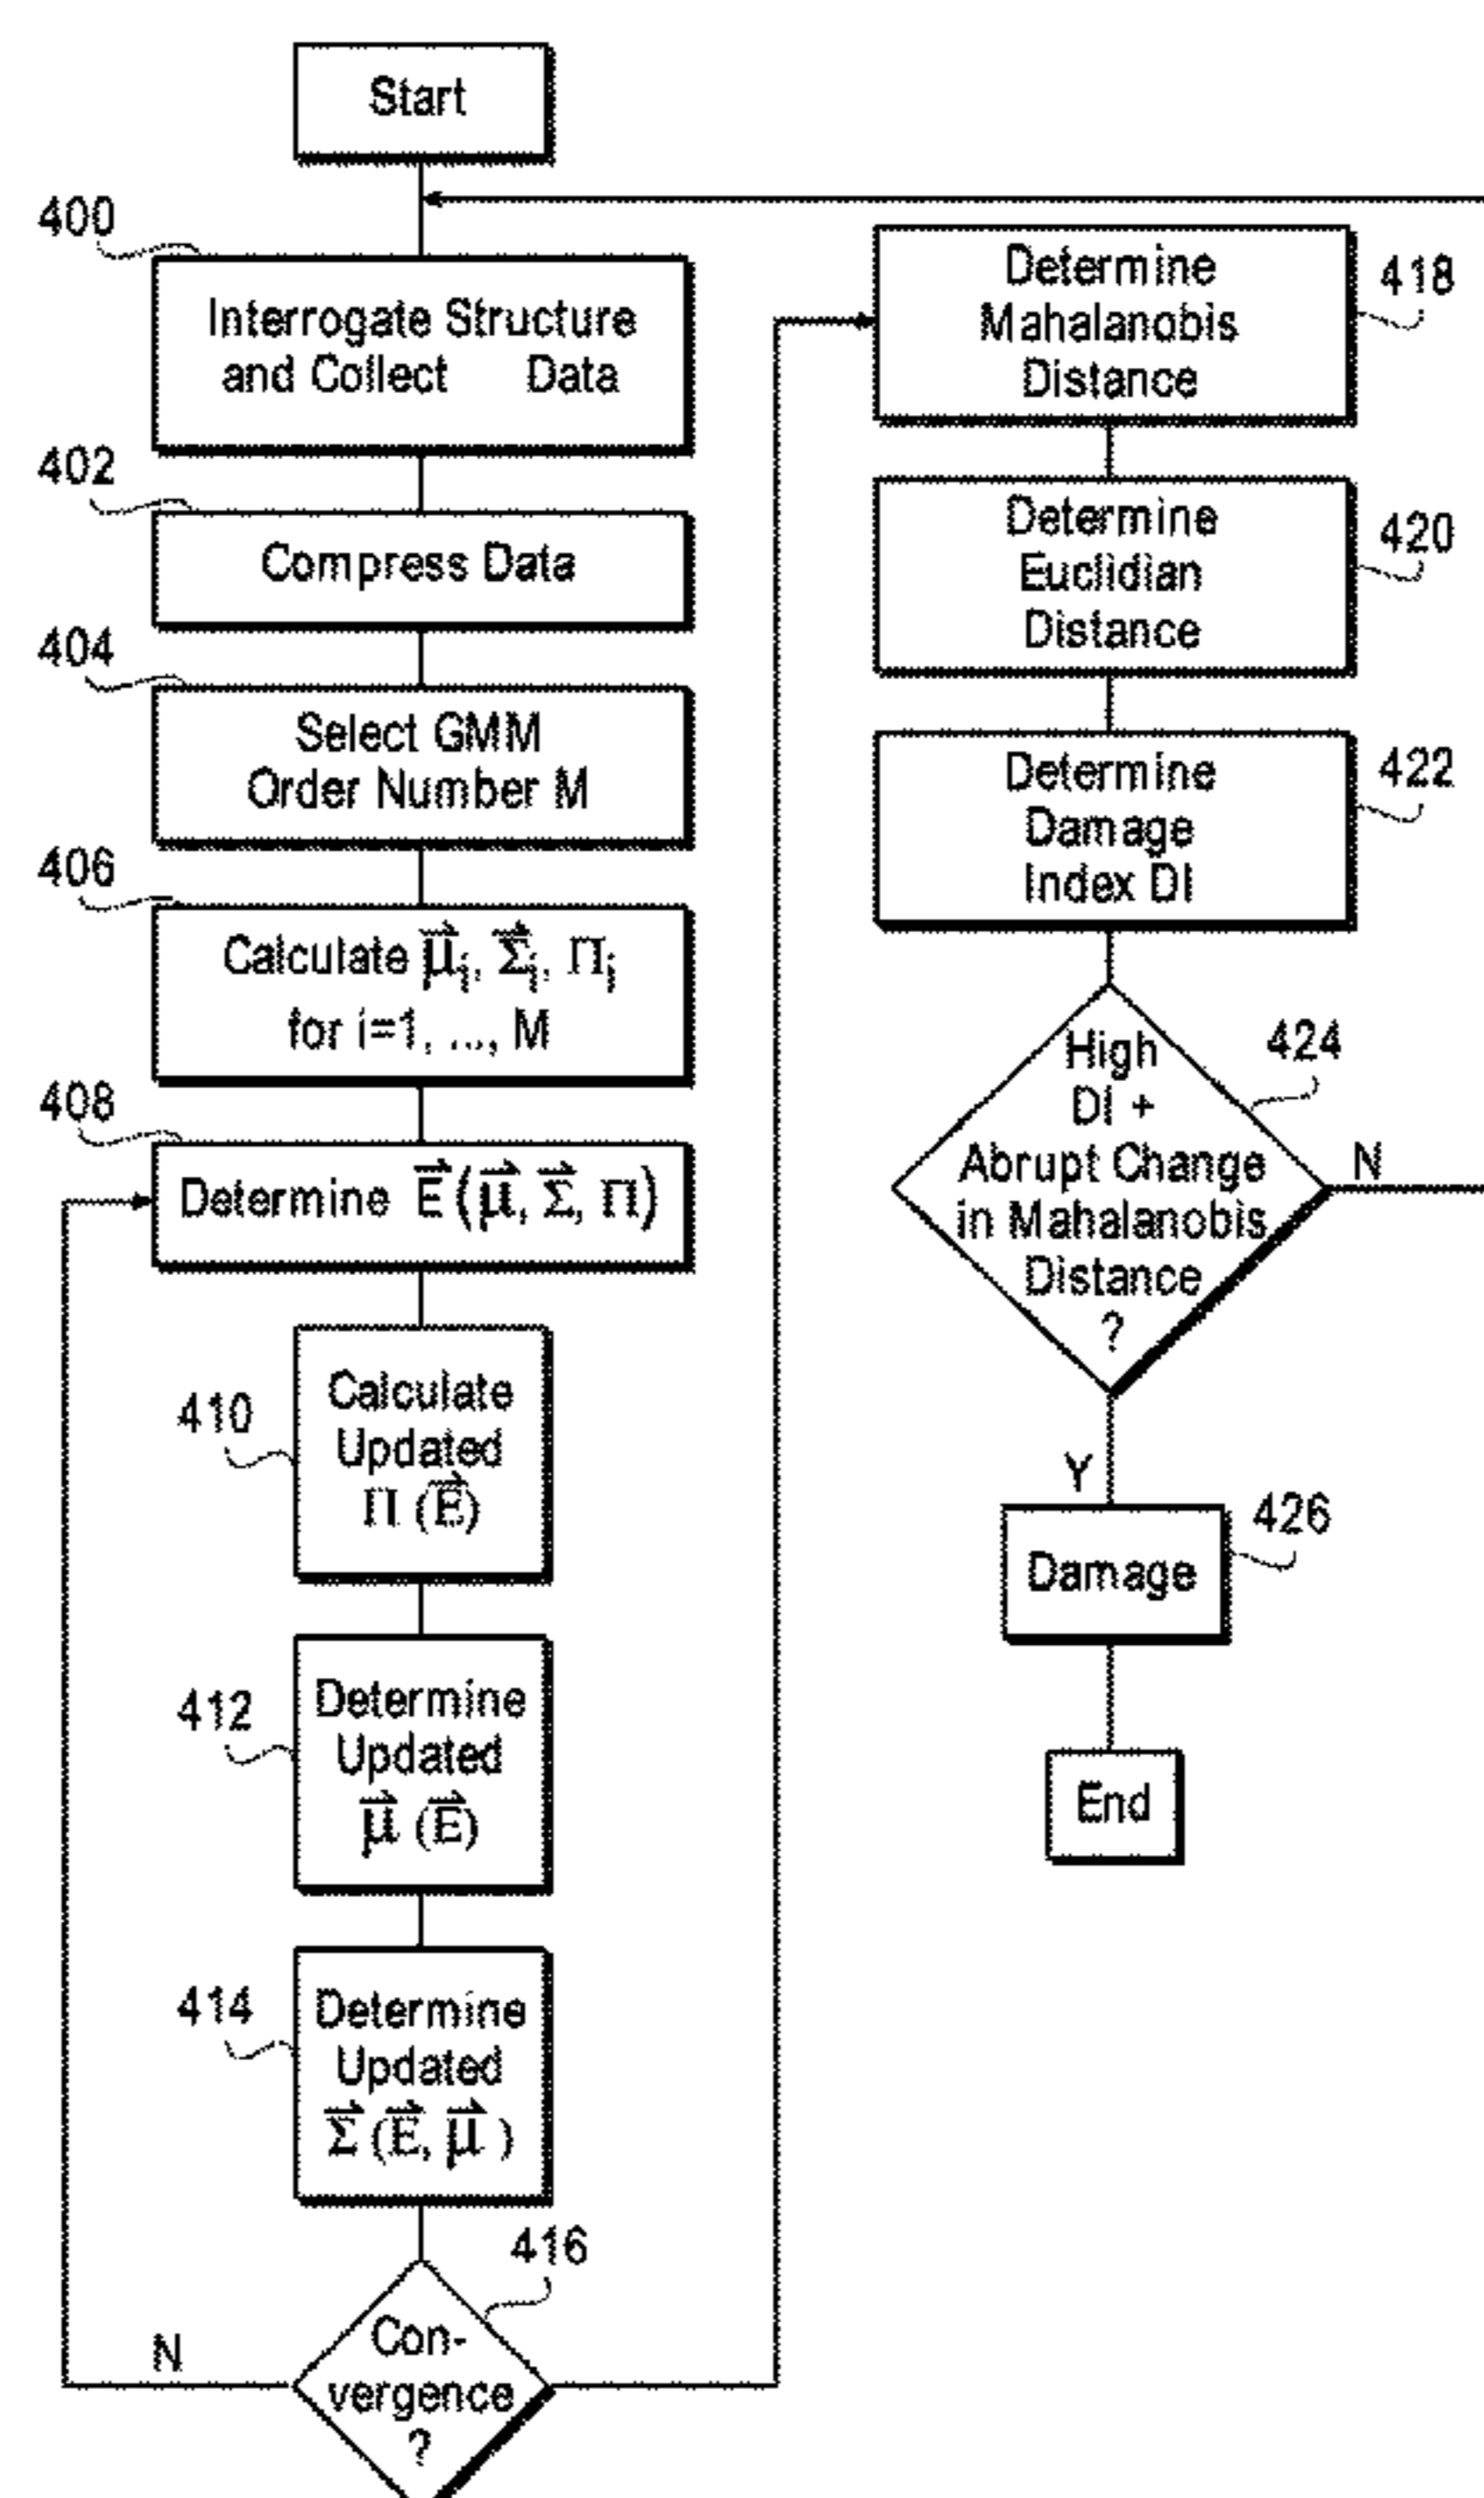 Start
400
Interrogate Structure
and Collect Data
402
Compress Data
404
Select GMM
Order Number M
406
Calculate μ⃗i, Σ⃗i, Πi
for i=1, ..., M
408
Determine E⃗(μ⃗, Σ⃗, Π)
410
Calculate
Updated
Π (E⃗)
412
Determine
Updated
μ⃗ (E⃗)
414
Determine
Updated
Σ⃗ (E⃗, μ⃗ )
416
Con-
vergence
?
N
418
Determine
Mahalanobis
Distance
420
Determine
Euclidian
Distance
422
Determine
Damage
Index DI
424
High
DI +
Abrupt Change
in Mahalanobis
Distance
?
N
Y
426
Damage
End